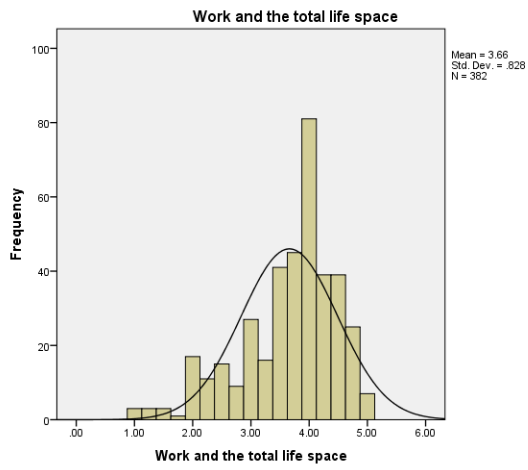 Work and the total life space
Mean = 3.66
Std. Dev. = .828
N = 382
100
80
60
40
20
0
Frequency
.00 1.00 2.00 3.00 4.00 5.00 6.00
Work and the total life space